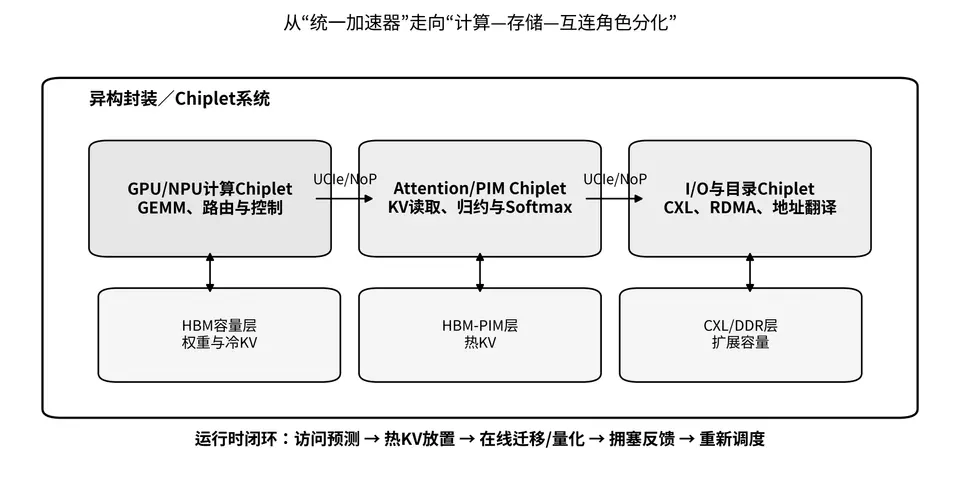 从“统一加速器”走向“计算—存储—互连角色分化”
异构封装／Chiplet系统
GPU/NPU计算Chiplet
GEMM、路由与控制
UCIe/NoP
Attention/PIM Chiplet
KV读取、归约与Softmax
UCIe/NoP
I/O与目录Chiplet
CXL、RDMA、地址翻译
HBM容量层
权重与冷KV
HBM-PIM层
热KV
CXL/DDR层
扩展容量
运行时闭环：访问预测 → 热KV放置 → 在线迁移/量化 → 拥塞反馈 → 重新调度